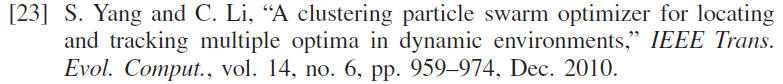 [23] S. Yang and C. Li, “A clustering particle swarm optimizer for locating
and tracking multiple optima in dynamic environments,” IEEE Trans.
Evol. Comput., vol. 14, no. 6, pp. 959–974, Dec. 2010.